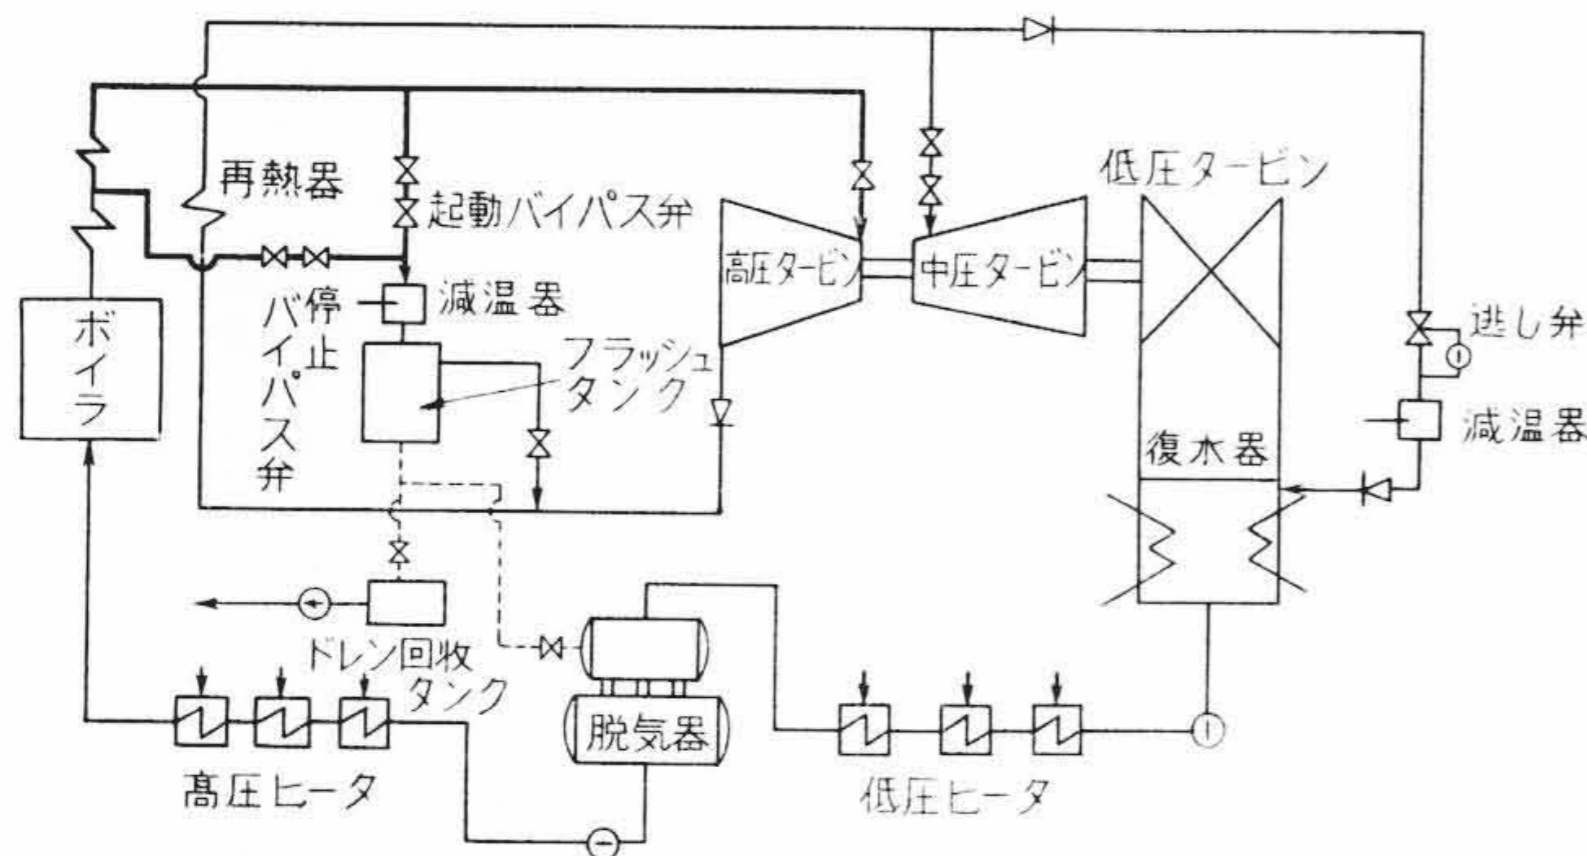 再熱器
起動バイパス弁
低圧タービン
高圧タービン
中圧タービン
減温器
停止
バイパス弁
ボイラ
フラッシュ
タンク
逃し弁
減温器
復水器
ドレン回収
タンク
脱気器
高圧ヒータ
低圧ヒータ